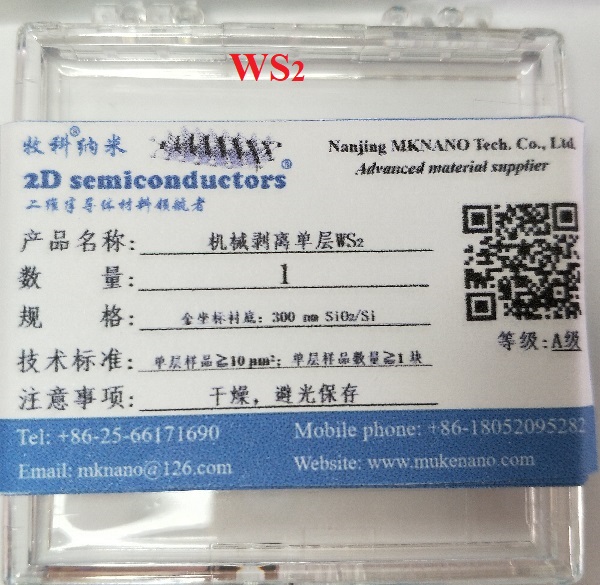 WS₂
牧科®纳米
Nanjing MKNANO Tech. Co., Ltd
Advanced material supplier
2D semiconductors®
二维半导体材料领航者
产品名称: 机械剥离单层WS₂
数 量: 1
规 格: 金坐标衬底: 300 nm SiO₂/Si
等级: A级
技术标准: 单层样品≧10 μm²; 单层样品数量≧1 块
注意事项: 干燥, 避光保存
Tel: +86-25-66171690 Mobile phone: +86-18052095282
Email: mknano@126.com Website: www.mukenano.com